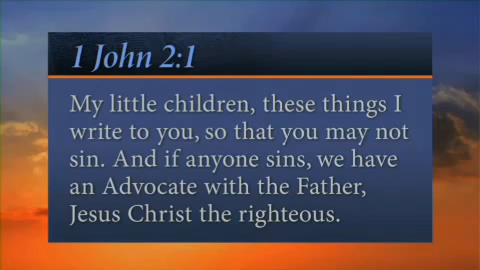 1 John 2:1
My little children, these things I
write to you, so that you may not
sin. And if anyone sins, we have
an Advocate with the Father,
Jesus Christ the righteous.